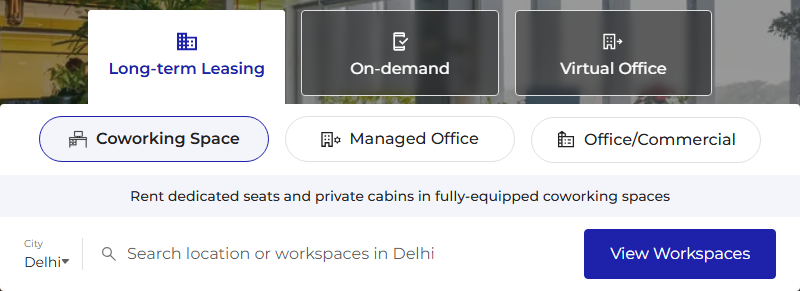 Long-term Leasing
On-demand
Virtual Office
Coworking Space
Managed Office
Office/Commercial
Rent dedicated seats and private cabins in fully-equipped coworking spaces
City
Delhi
Search location or workspaces in Delhi
View Workspaces